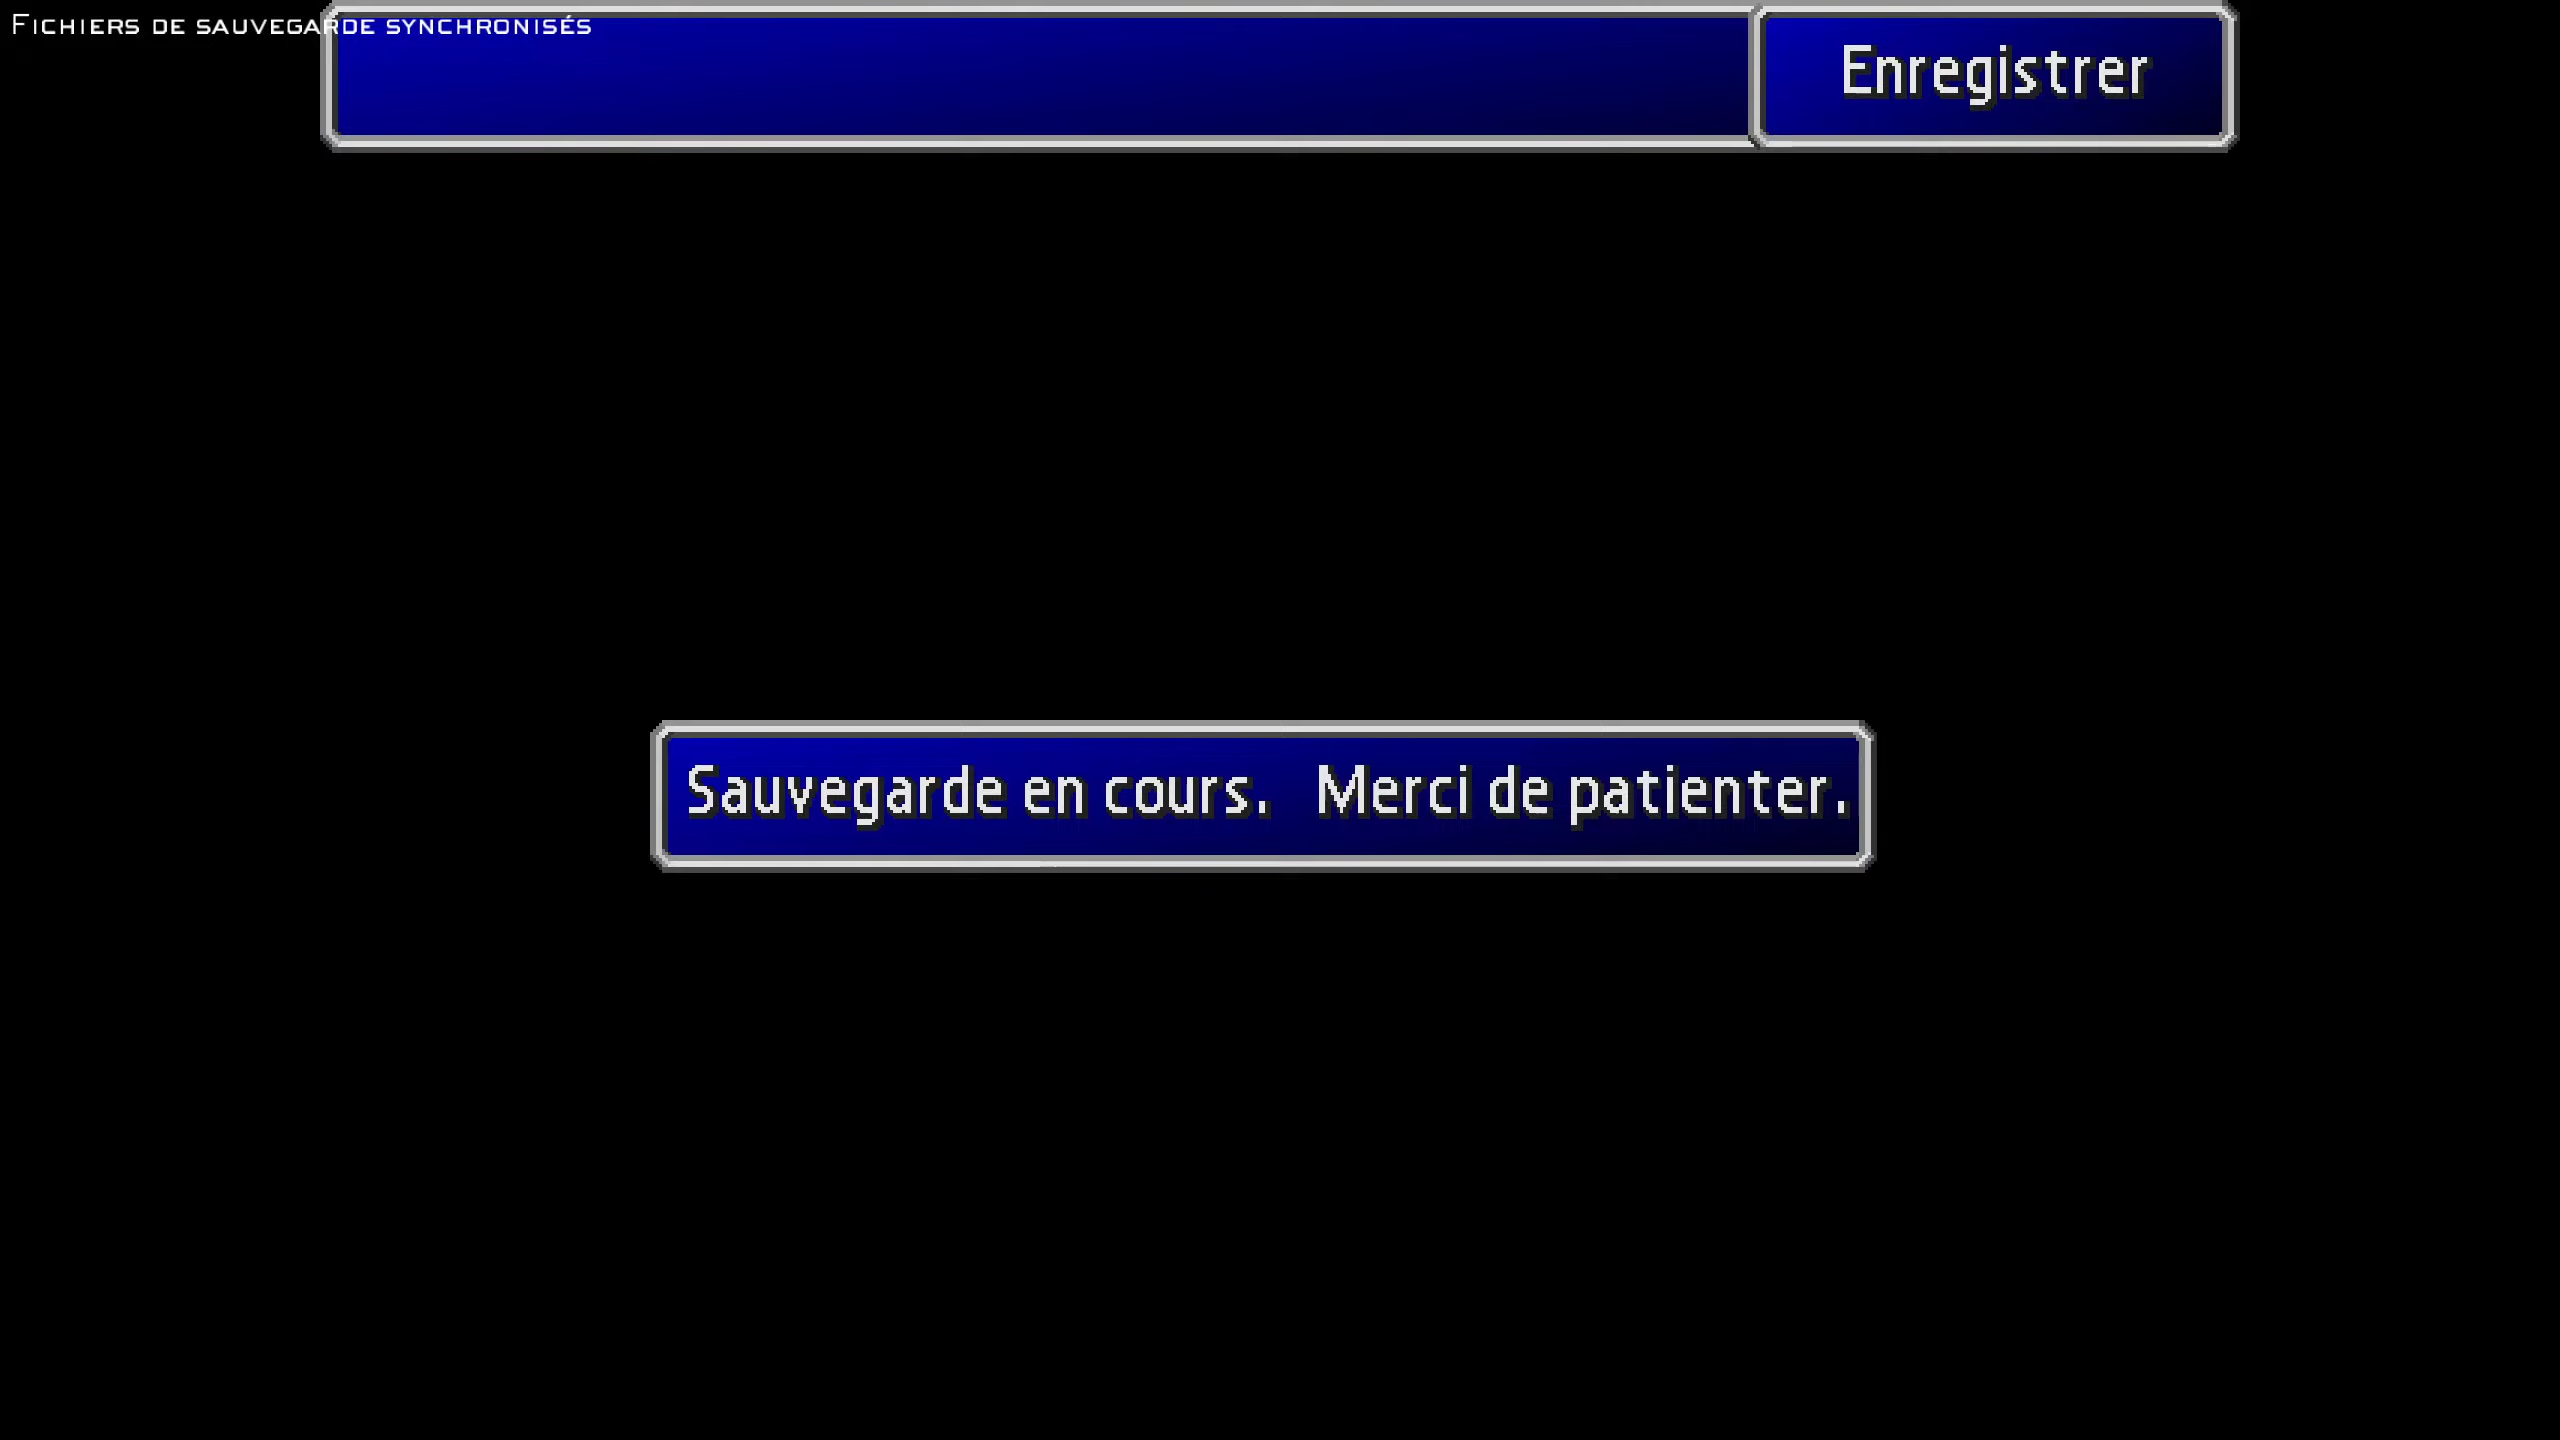 Fichiers de sauvegarde synchronisés
Enregistrer
Sauvegarde en cours. Merci de patienter.